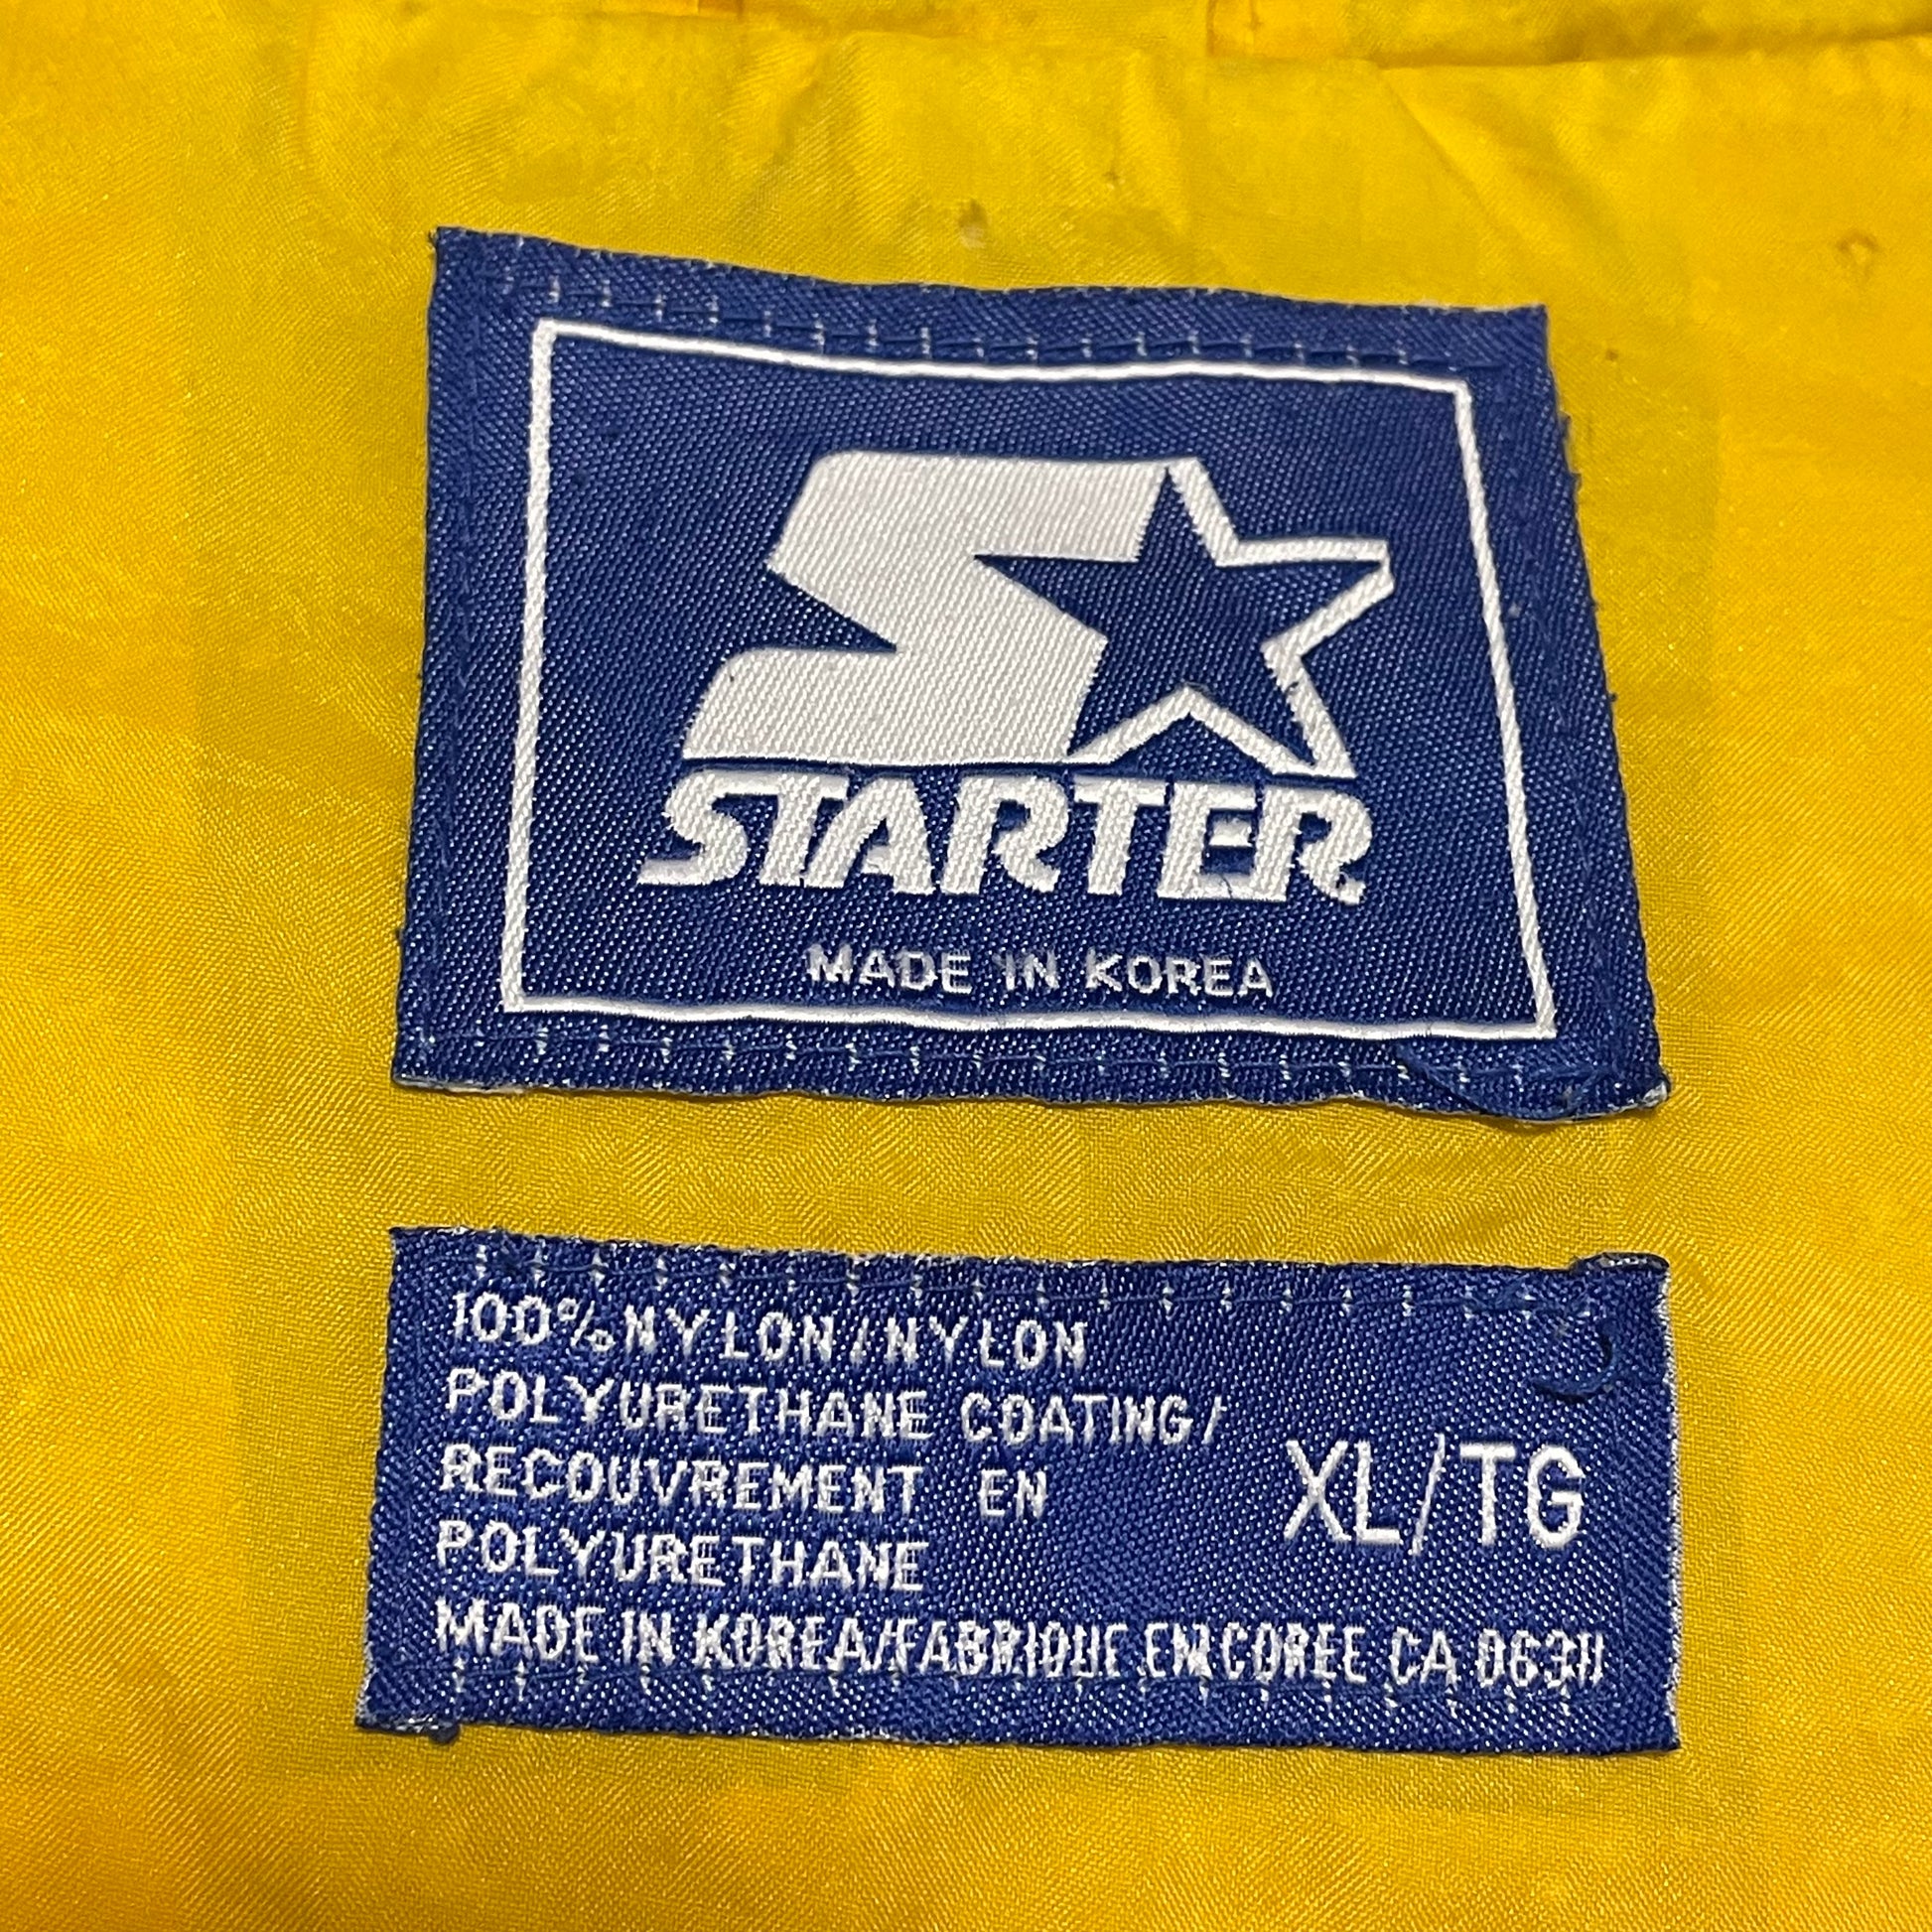 STARTER
MADE IN KOREA
100% NYLON/NYLON
POLYURETHANE COATING/
RECOUVREMENT EN
POLYURETHANE
XL/TG
MADE IN KOREA/FABRIQUE EN COREE CA 06311